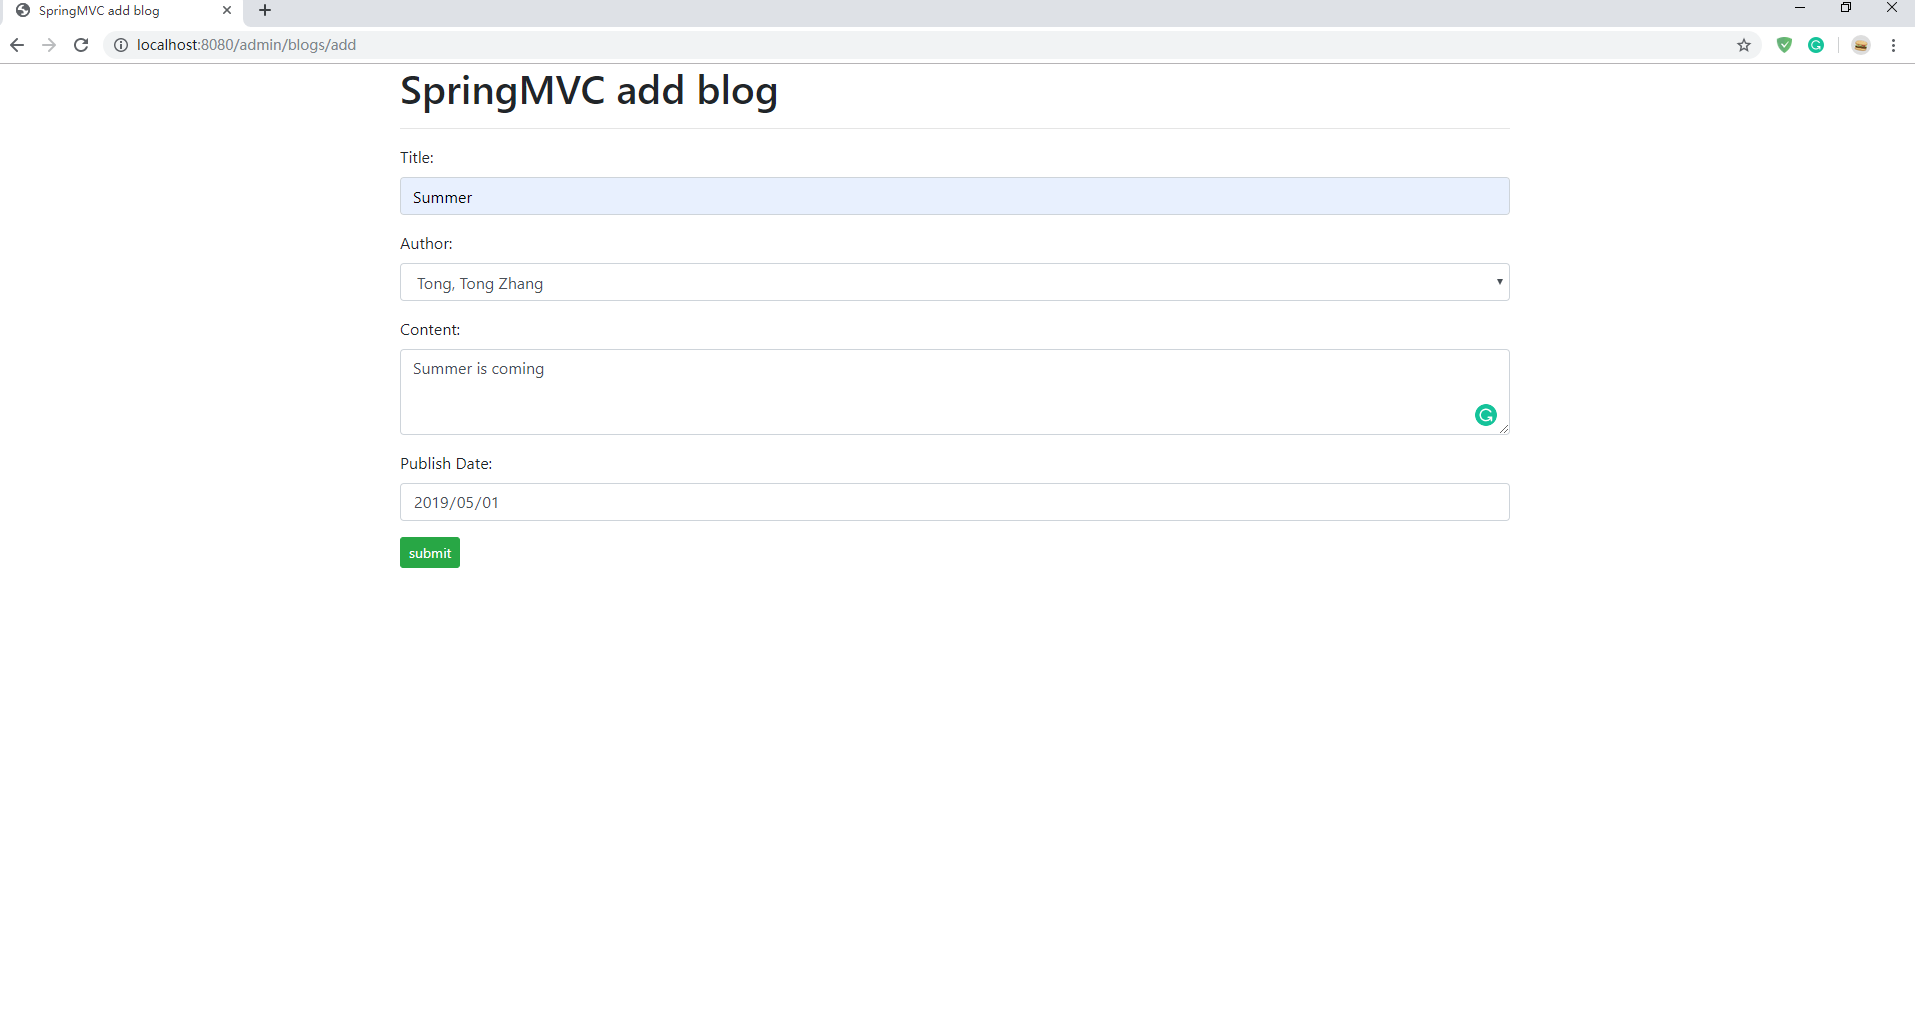 SpringMVC add blog
localhost:8080/admin/blogs/add
SpringMVC add blog
Title:
Summer
Author:
Tong, Tong Zhang
Content:
Summer is coming
Publish Date:
2019/05/01
submit